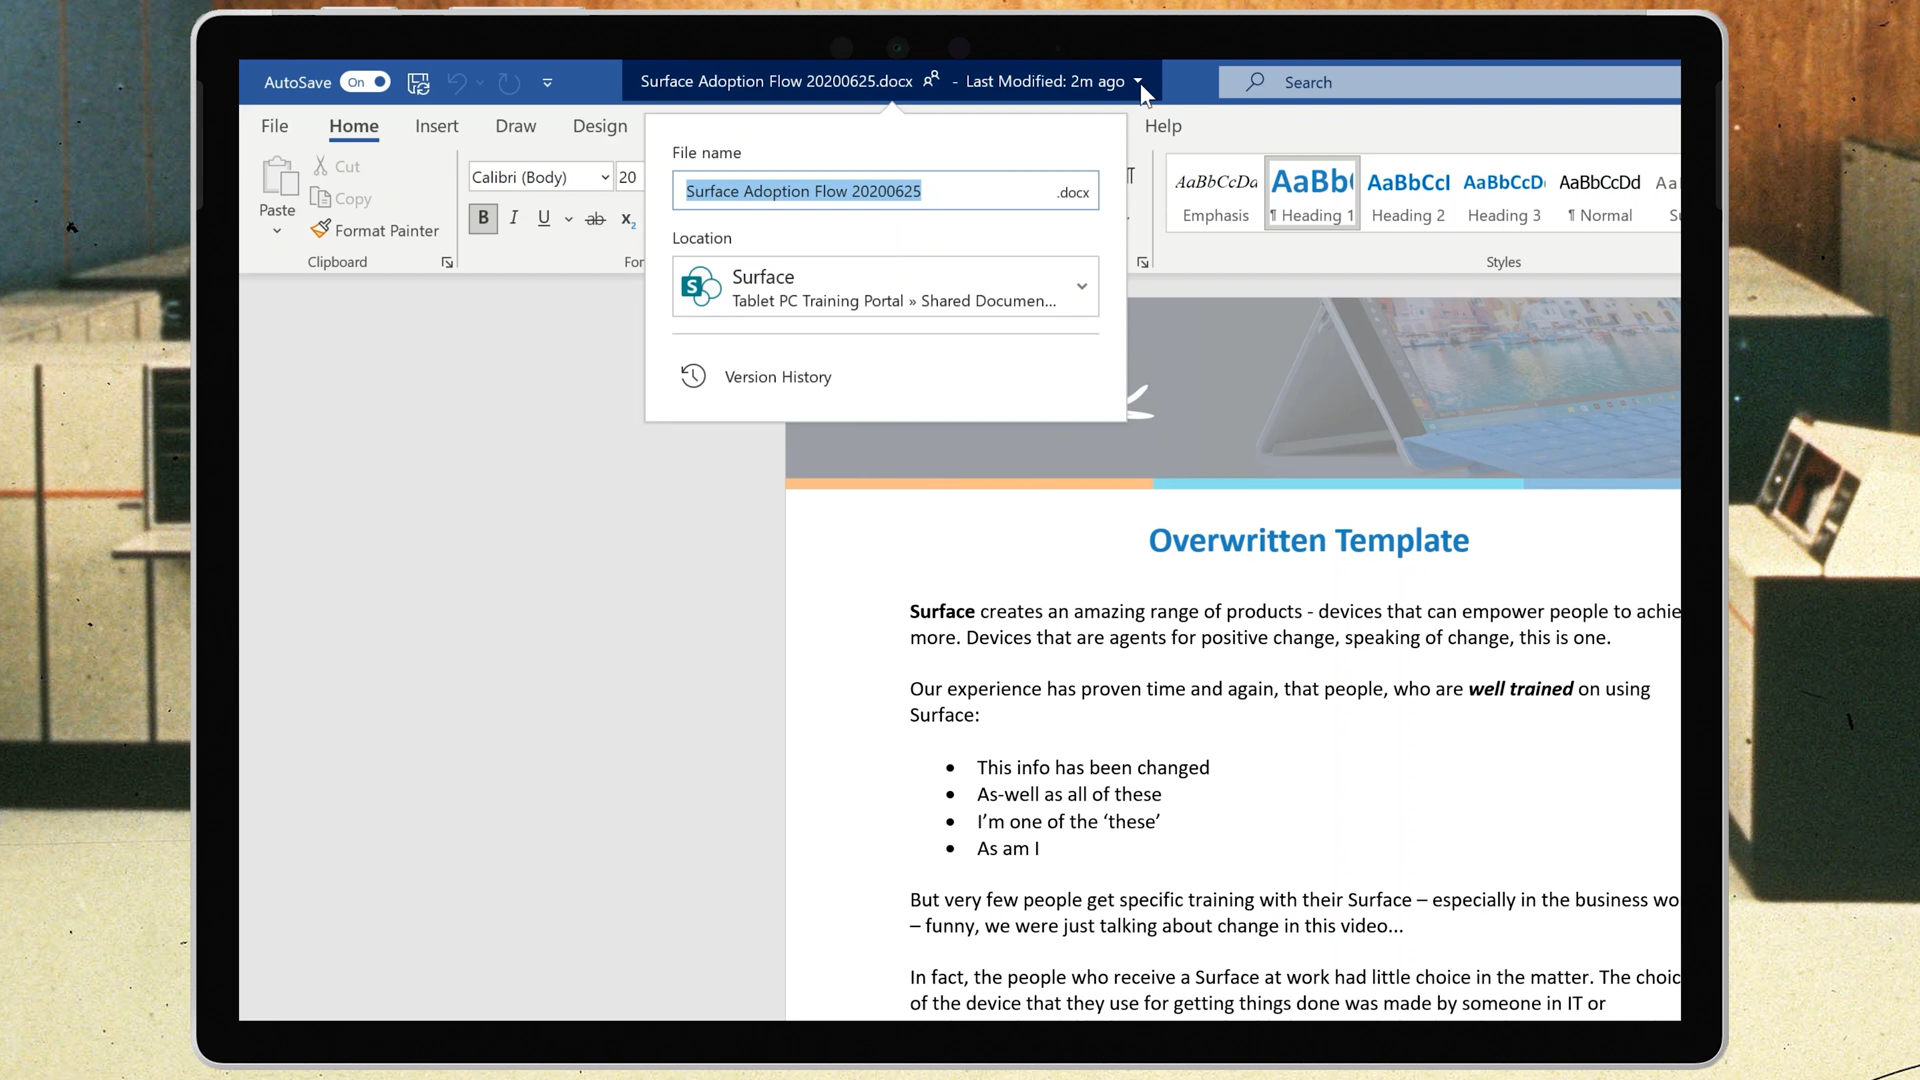 AutoSave On Surface Adoption Flow 20200625.docx - Last Modified: 2m ago Search
File Home Insert Draw Design Help
File name
Surface Adoption Flow 20200625 .docx
Location
Surface
Tablet PC Training Portal » Shared Documen...
Version History
Paste
Cut
Copy
Format Painter
Clipboard
Calibri (Body) 20
B I U ab x₂
For
AaBbCcDd AaBb( AaBbCcI AaBbCcD AaBbCcDd Aa
Emphasis ¶ Heading 1 Heading 2 Heading 3 ¶ Normal Su
Styles
Overwritten Template
Surface creates an amazing range of products - devices that can empower people to achie
more. Devices that are agents for positive change, speaking of change, this is one.
Our experience has proven time and again, that people, who are well trained on using
Surface:
• This info has been changed
• As-well as all of these
• I’m one of the ‘these’
• As am I
But very few people get specific training with their Surface – especially in the business wo
– funny, we were just talking about change in this video...
In fact, the people who receive a Surface at work had little choice in the matter. The choic
of the device that they use for getting things done was made by someone in IT or